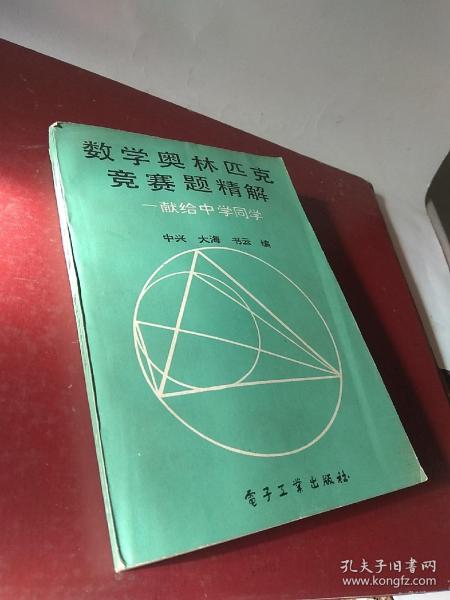 数学奥林匹克
竞赛题精解
—献给中学同学
中兴 大海 书云 编
電子工業出版社
孔夫子旧书网
www.kongfz.com